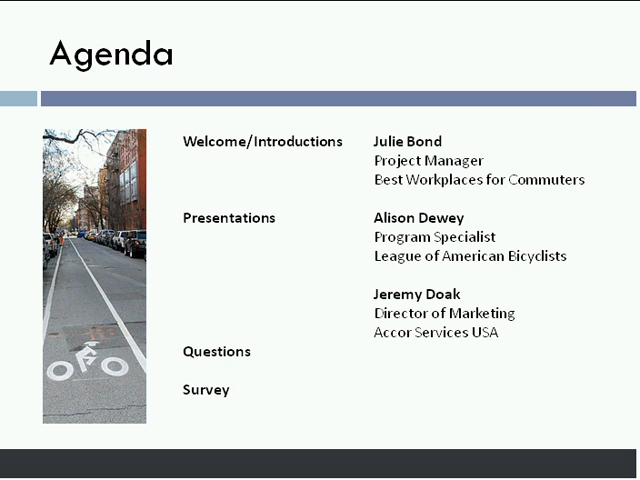 Agenda
Welcome/Introductions
Julie Bond
Project Manager
Best Workplaces for Commuters
Presentations
Alison Dewey
Program Specialist
League of American Bicyclists
Jeremy Doak
Director of Marketing
Accor Services USA
Questions
Survey